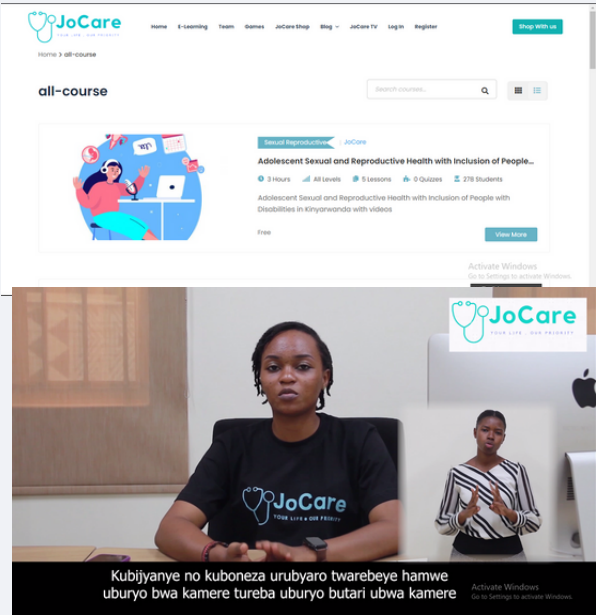 JoCare
YOUR LIFE . OUR PRIORITY
Home E-Learning Team Games JoCare Shop Blog JoCare TV Log In Register
Shop With us
Home > all-course
all-course
Search courses...
Sexual Reproductive JoCare
Adolescent Sexual and Reproductive Health with Inclusion of People...
3 Hours All Levels 5 Lessons 0 Quizzes 278 Students
Adolescent Sexual and Reproductive Health with Inclusion of People with
Disabilities in Kinyarwanda with videos
Free
View More
Activate Windows
Go to Settings to activate Windows.
JoCare
YOUR LIFE . OUR PRIORITY
JoCare
YOUR LIFE & OUR PRIORITY
Kubijyanye no kuboneza urubyaro twarebeye hamwe
uburyo bwa kamere tureba uburyo butari ubwa kamere
Activate Windows
Go to Settings to activate Windows.